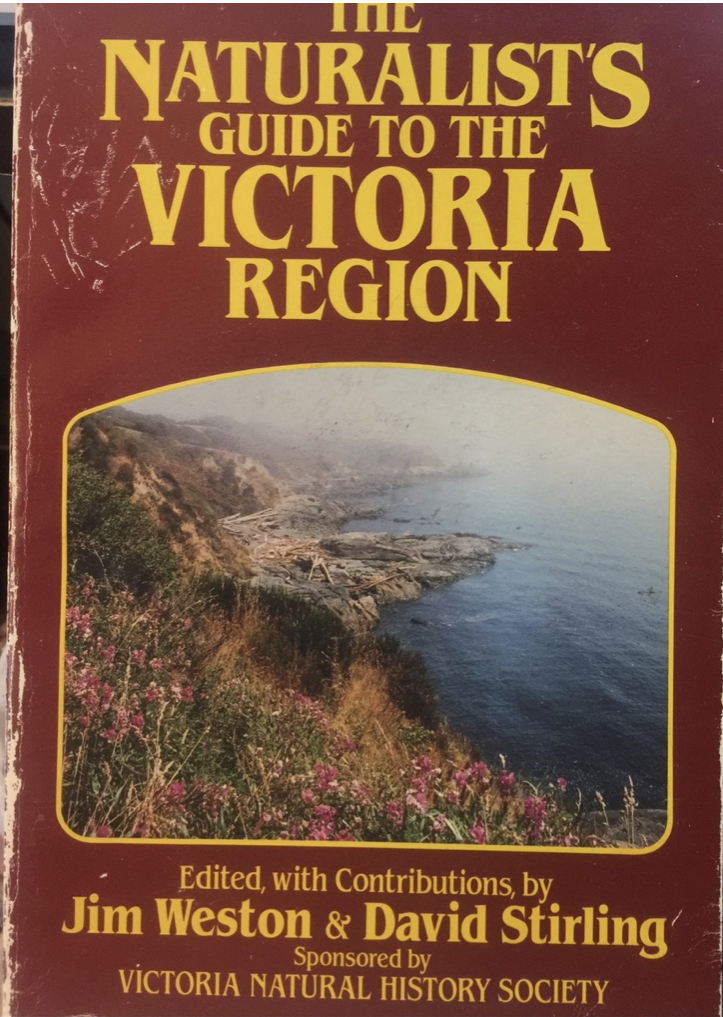 THE
NATURALIST'S
GUIDE TO THE
VICTORIA
REGION
Edited, with Contributions, by
Jim Weston & David Stirling
Sponsored by
VICTORIA NATURAL HISTORY SOCIETY